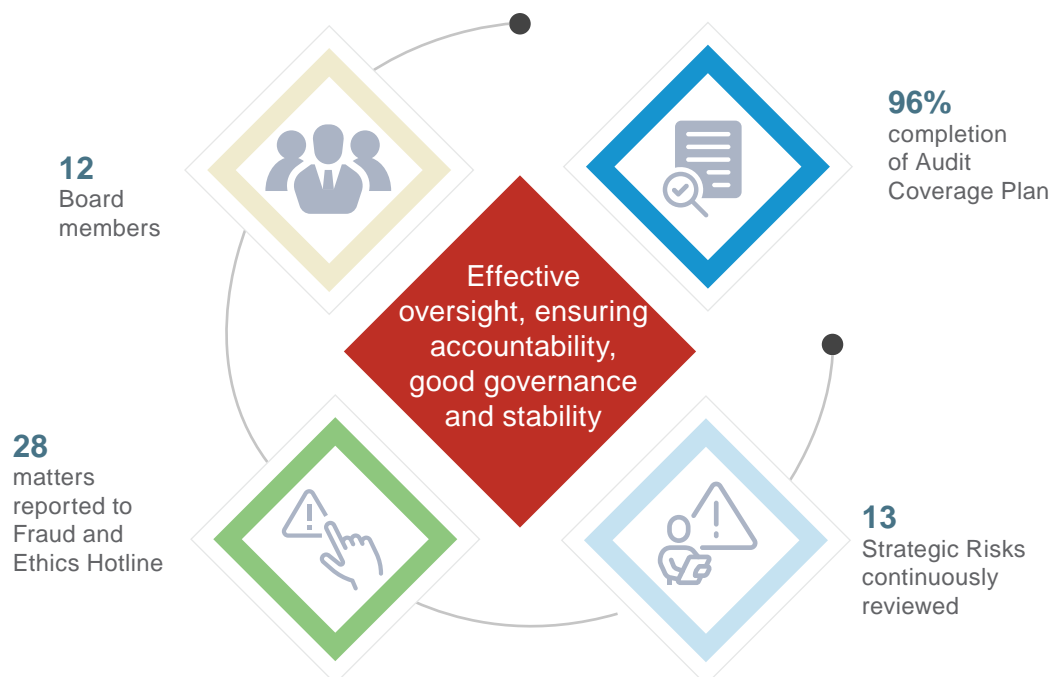 12
Board
members
96%
completion
of Audit
Coverage Plan
Effective
oversight, ensuring
accountability,
good governance
and stability
28
matters
reported to
Fraud and
Ethics Hotline
13
Strategic Risks
continuously
reviewed